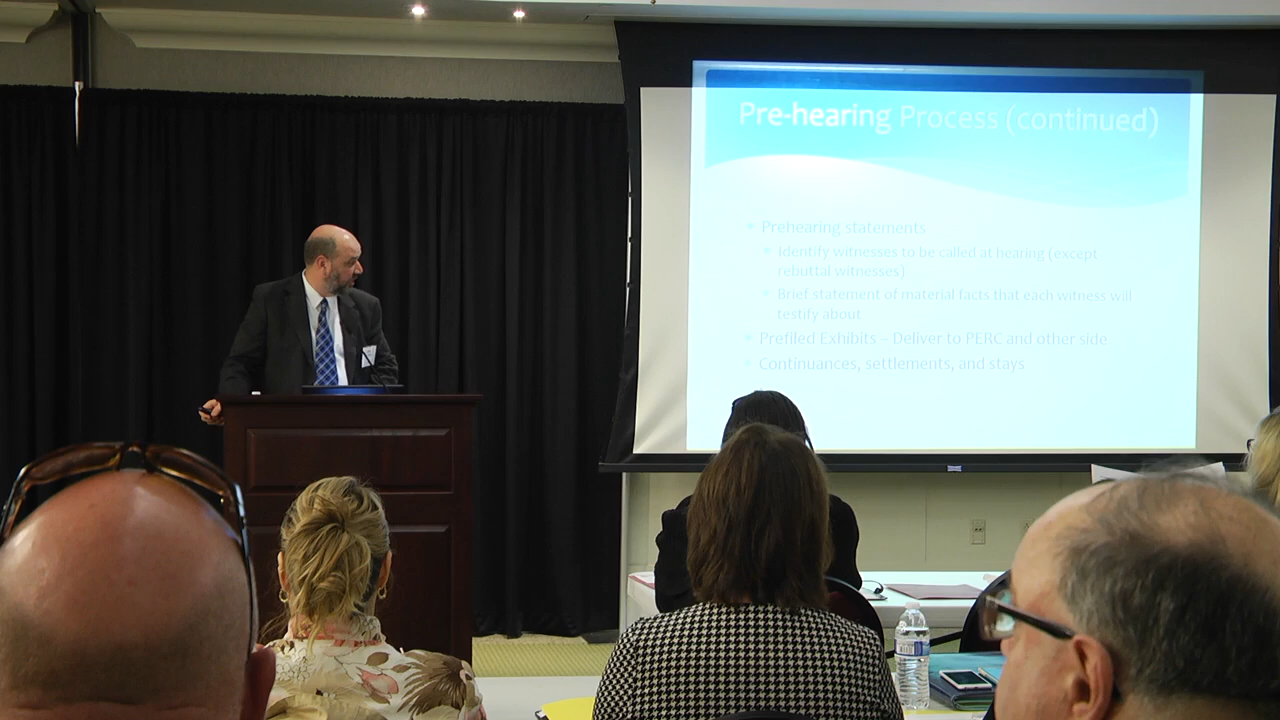 Pre-hearing Process (continued)
Prehearing statements
Identify witnesses to be called at hearing (except
rebuttal witnesses)
Brief statement of material facts that each witness will
testify about
Prefiled Exhibits – Deliver to PERC and other side
Continuances, settlements, and stays